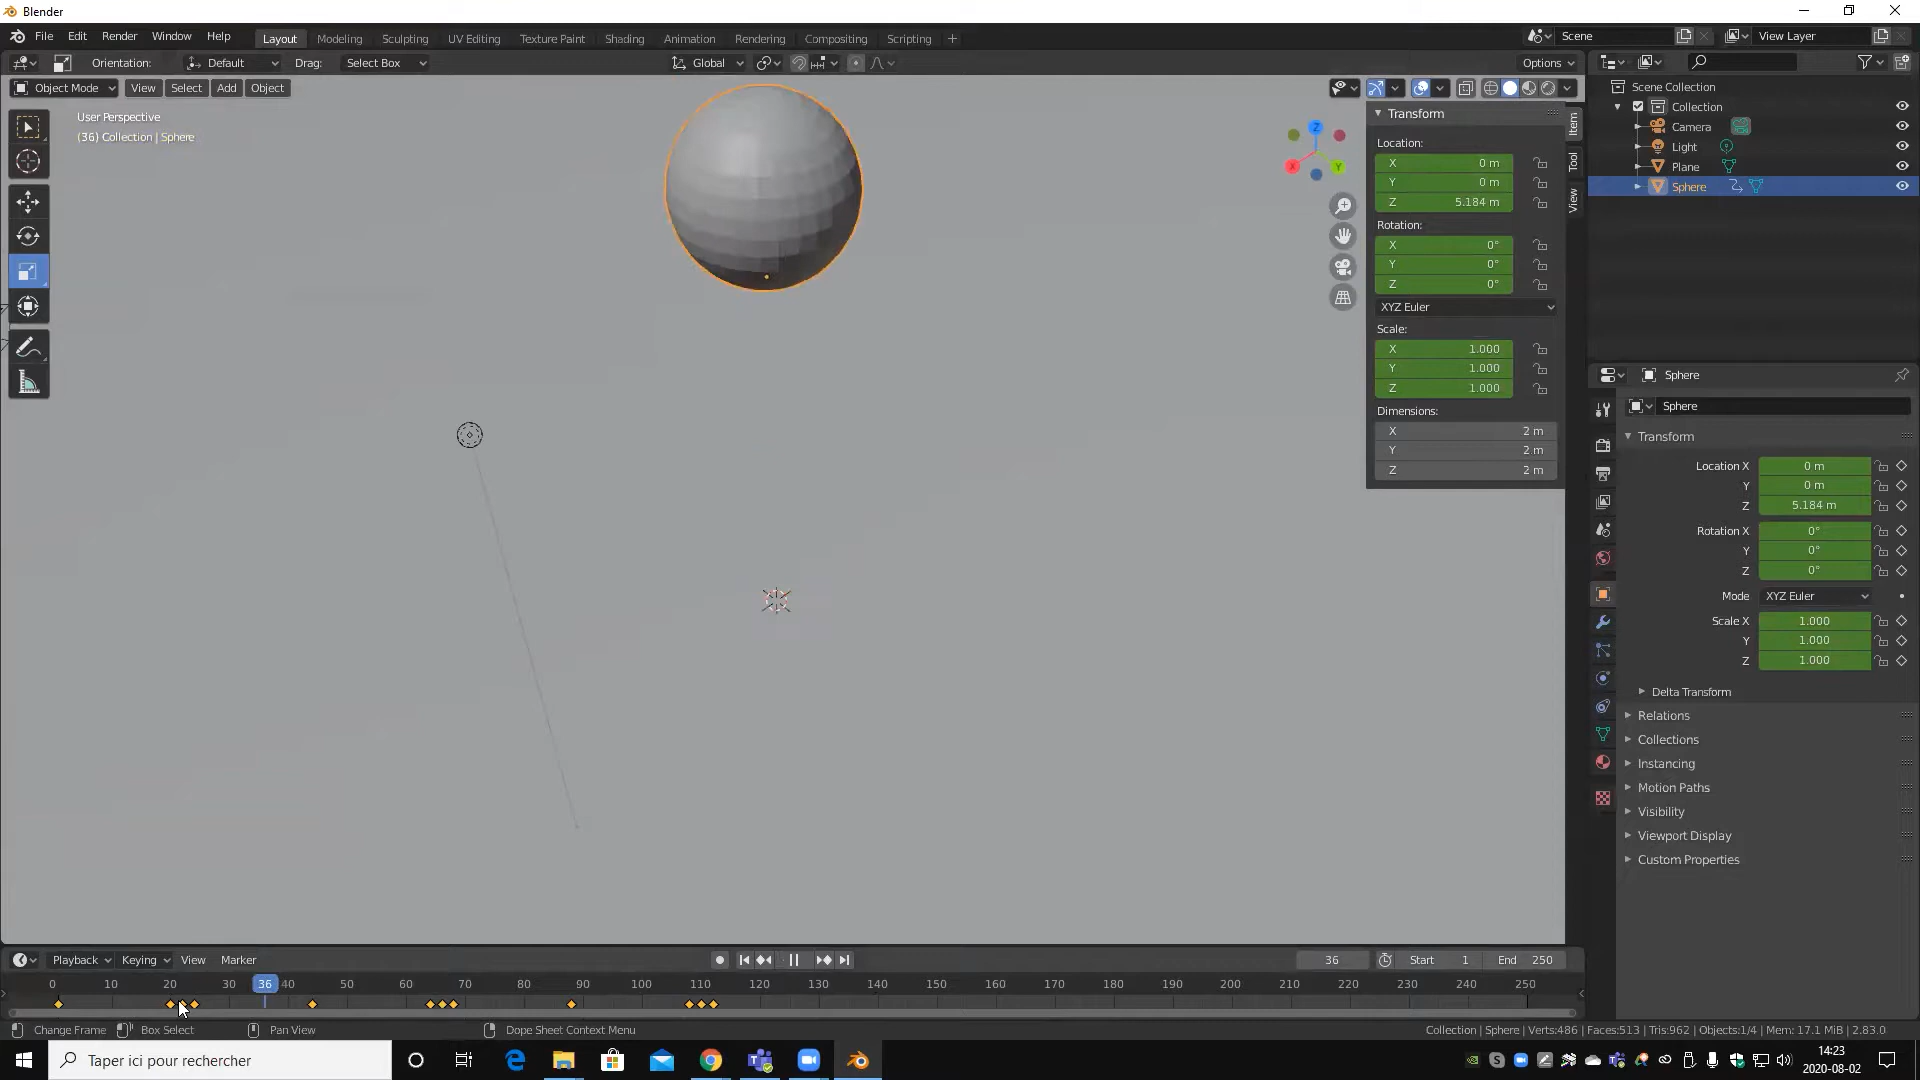 Blender
File Edit Render Window Help Layout Modeling Sculpting UV Editing Texture Paint Shading Animation Rendering Compositing Scripting + Scene View Layer
Orientation: Default Drag: Select Box Global Options
Object Mode View Select Add Object
User Perspective
(36) Collection | Sphere
Transform
Location:
X 0 m
Y 0 m
Z 5.184 m
Rotation:
X 0°
Y 0°
Z 0°
XYZ Euler
Scale:
X 1.000
Y 1.000
Z 1.000
Dimensions:
X 2 m
Y 2 m
Z 2 m
Item
Tool
View
Z
X
Y
Scene Collection
Collection
Camera
Light
Plane
Sphere
Sphere
Sphere
Transform
Location X 0 m
Y 0 m
Z 5.184 m
Rotation X 0°
Y 0°
Z 0°
Mode XYZ Euler
Scale X 1.000
Y 1.000
Z 1.000
Delta Transform
Relations
Collections
Instancing
Motion Paths
Visibility
Viewport Display
Custom Properties
Playback Keying View Marker 36 Start 1 End 250
0 10 20 30 36 40 50 60 70 80 90 100 110 120 130 140 150 160 170 180 190 200 210 220 230 240 250
Change Frame Box Select Pan View Dope Sheet Context Menu Collection | Sphere | Verts:486 | Faces:513 | Tris:962 | Objects:1/4 | Mem: 17.1 MiB | 2.83.0
Taper ici pour rechercher
14:23
2020-08-02